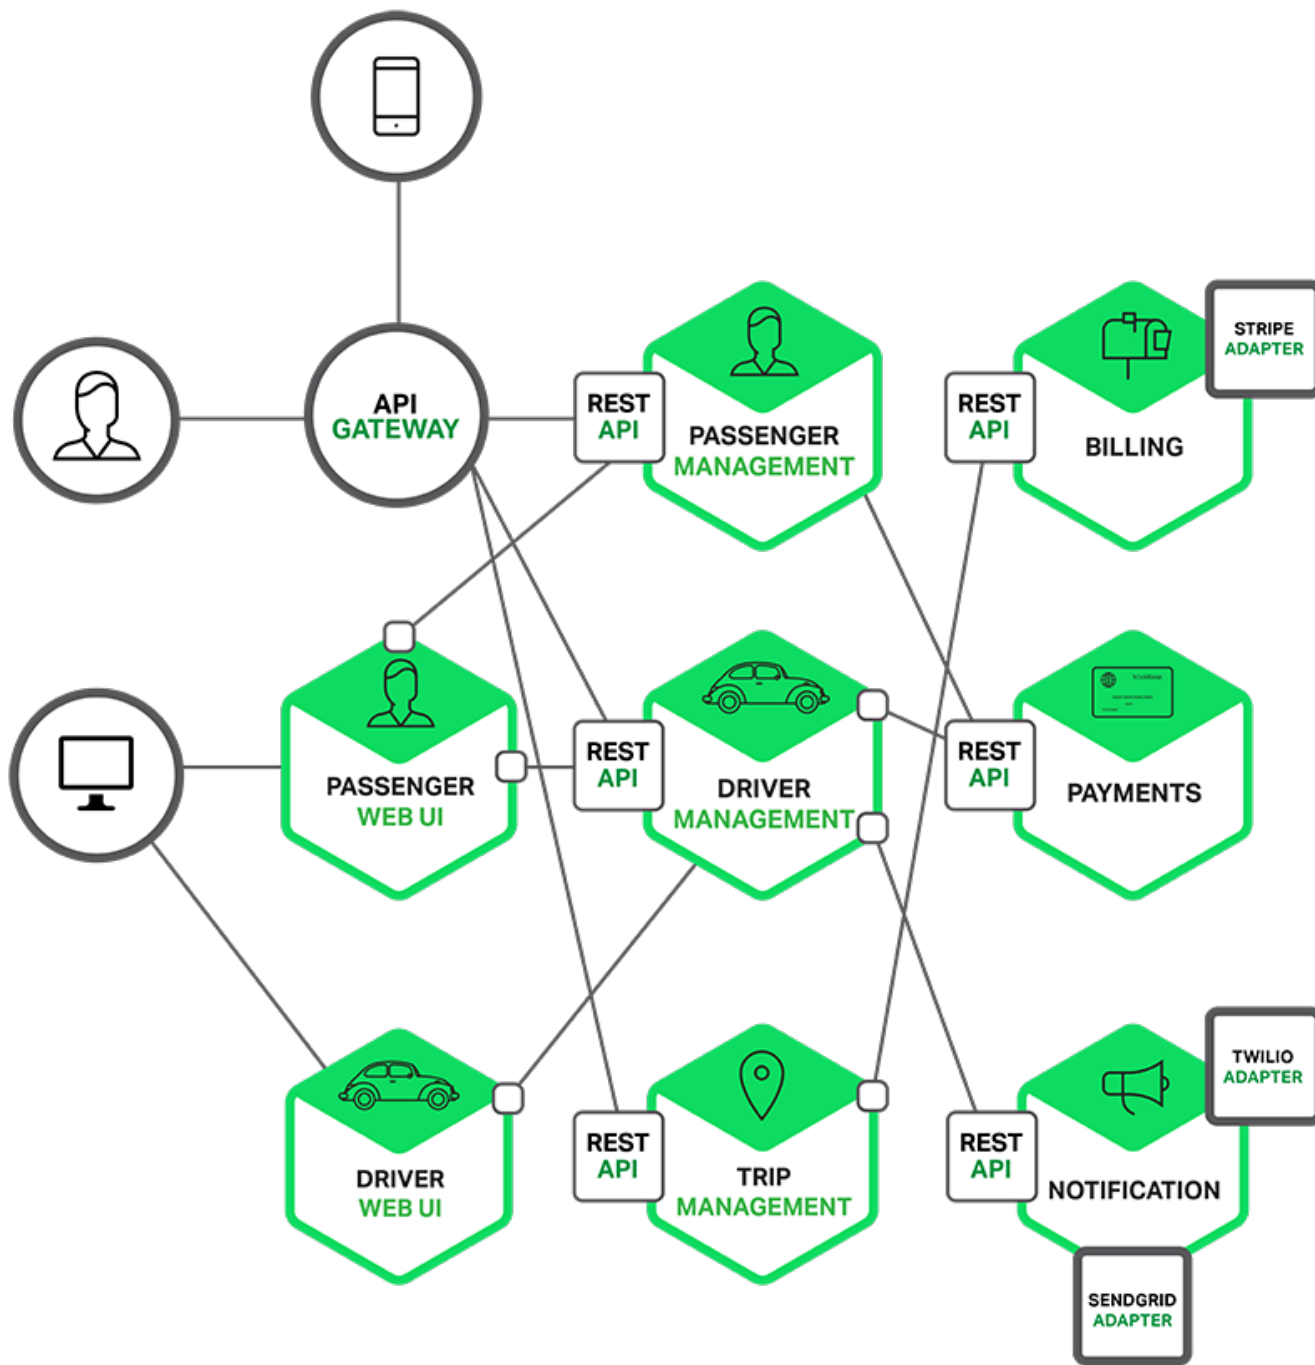 API
GATEWAY
REST
API
PASSENGER
MANAGEMENT
REST
API
BILLING
STRIPE
ADAPTER
PASSENGER
WEB UI
REST
API
DRIVER
MANAGEMENT
REST
API
PAYMENTS
DRIVER
WEB UI
REST
API
TRIP
MANAGEMENT
REST
API
NOTIFICATION
TWILIO
ADAPTER
SENDGRID
ADAPTER